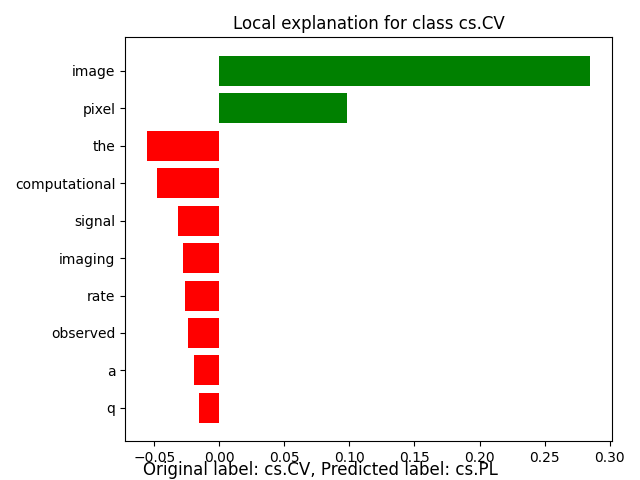 Local explanation for class cs.CV
image
pixel
the
computational
signal
imaging
rate
observed
a
q
−0.05 0.00 0.05 0.10 0.15 0.20 0.25 0.30
Original label: cs.CV, Predicted label: cs.PL